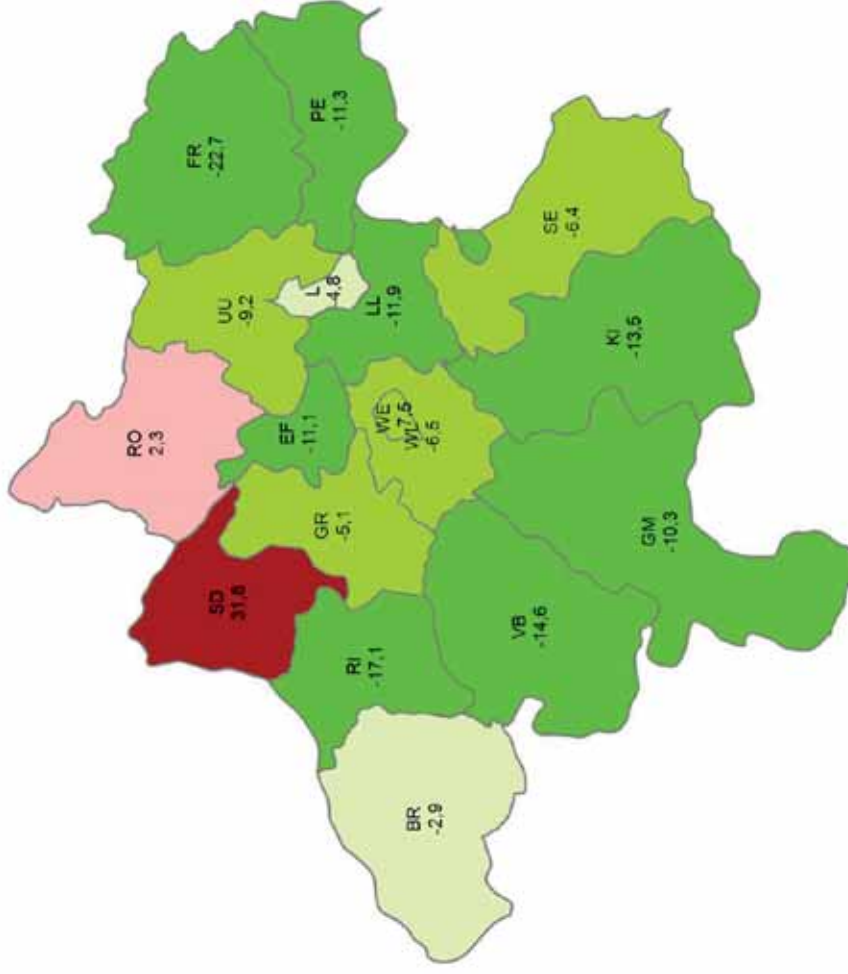 RO
2,3
FR
-22,7
SD
31,8
UU
-9,2
EF
-11,1
L
-4,8
PE
-11,3
GR
-5,1
RI
-17,1
LL
-11,9
WE
-7,5
WL
-6,5
BR
-2,9
VB
-14,6
SE
-6,4
KI
-13,5
GM
-10,3